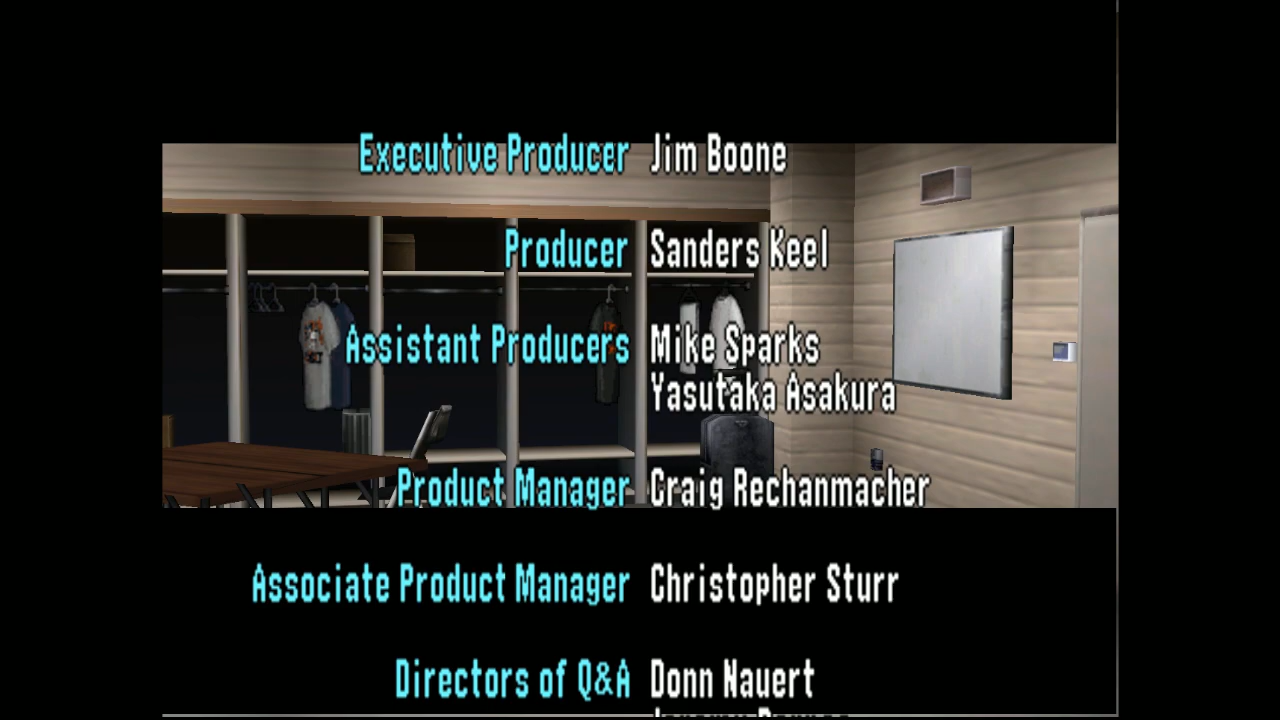 Executive Producer Jim Boone
Producer Sanders Keel
Assistant Producers Mike Sparks
Yasutaka Asakura
Product Manager Craig Rechanmacher
Associate Product Manager Christopher Sturr
Directors of Q&A Donn Nauert